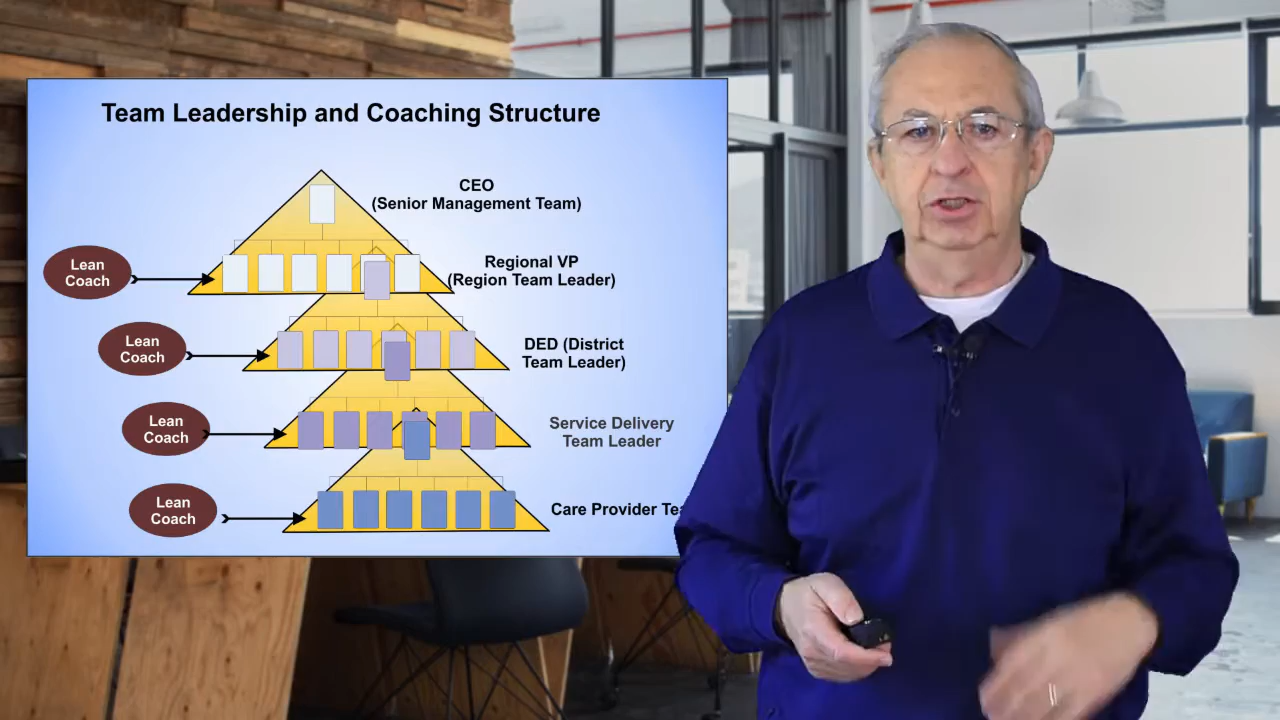 Team Leadership and Coaching Structure
CEO
(Senior Management Team)
Lean
Coach
Regional VP
(Region Team Leader)
Lean
Coach
DED (District
Team Leader)
Lean
Coach
Service Delivery
Team Leader
Lean
Coach
Care Provider